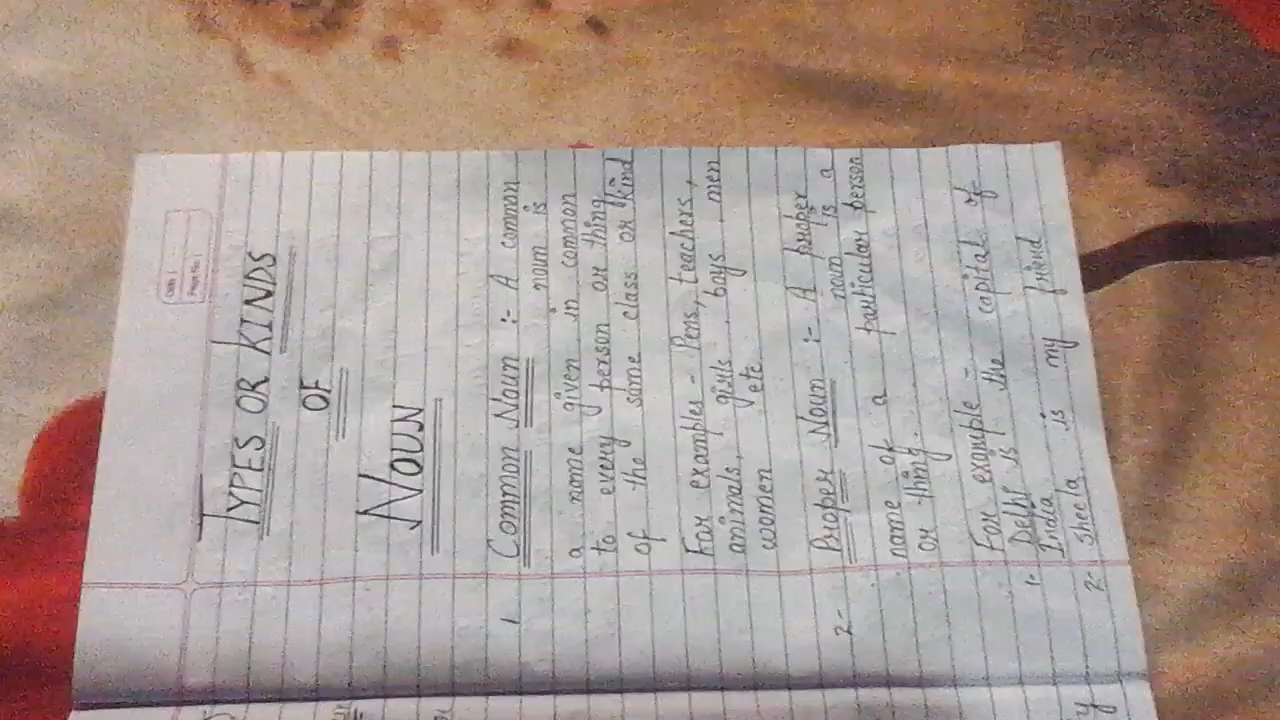 TYPES OR KINDS
OF
NOUN
1. Common Noun :- A common
noun is
a name given in common
to every person or thing
of the same class or kind
For examples - Pens, teachers,
animals, girls, boys men
women etc
2- Proper Noun :- A proper
noun is a
name of a particular person
or thing.
For example -
1- Delhi is the capital of
India
2- Sheela is my friend